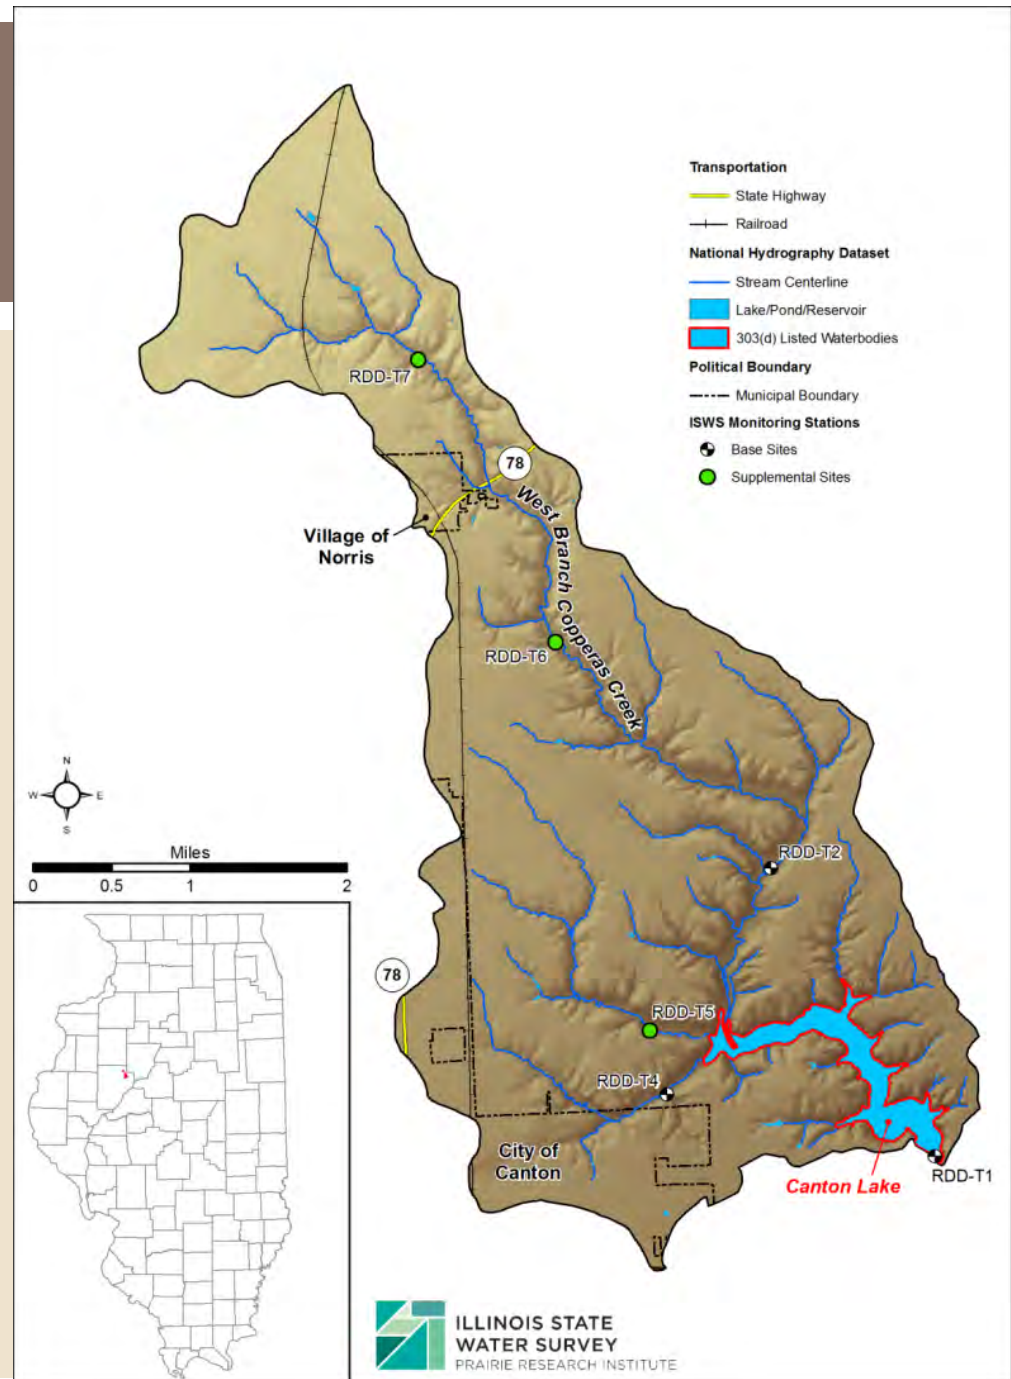 Transportation
State Highway
Railroad
National Hydrography Dataset
Stream Centerline
Lake/Pond/Reservoir
303(d) Listed Waterbodies
Political Boundary
Municipal Boundary
ISWS Monitoring Stations
Base Sites
Supplemental Sites
RDD-T7
78
Village of
Norris
West Branch Copperas Creek
RDD-T6
N
W E
S
Miles
0 0.5 1 2
RDD-T2
78
RDD-T5
RDD-T4
City of
Canton
RDD-T1
Canton Lake
ILLINOIS STATE
WATER SURVEY
PRAIRIE RESEARCH INSTITUTE